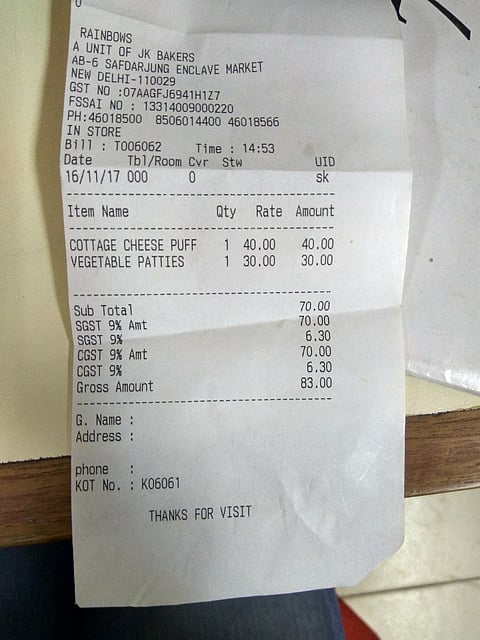 RAINBOWS
A UNIT OF JK BAKERS
AB-6 SAFDARJUNG ENCLAVE MARKET
NEW DELHI-110029
GST NO :07AAGFJ6941H1Z7
FSSAI NO : 13314009000220
PH:46018500 8506014400 46018566
IN STORE
Bill : T006062 Time : 14:53
Date Tbl/Room Cvr Stw UID
16/11/17 000 0 sk
Item Name Qty Rate Amount
COTTAGE CHEESE PUFF 1 40.00 40.00
VEGETABLE PATTIES 1 30.00 30.00
Sub Total 70.00
SGST 9% Amt 70.00
SGST 9% 6.30
CGST 9% Amt 70.00
CGST 9% 6.30
Gross Amount 83.00
G. Name :
Address :
phone :
KOT No. : K06061
THANKS FOR VISIT